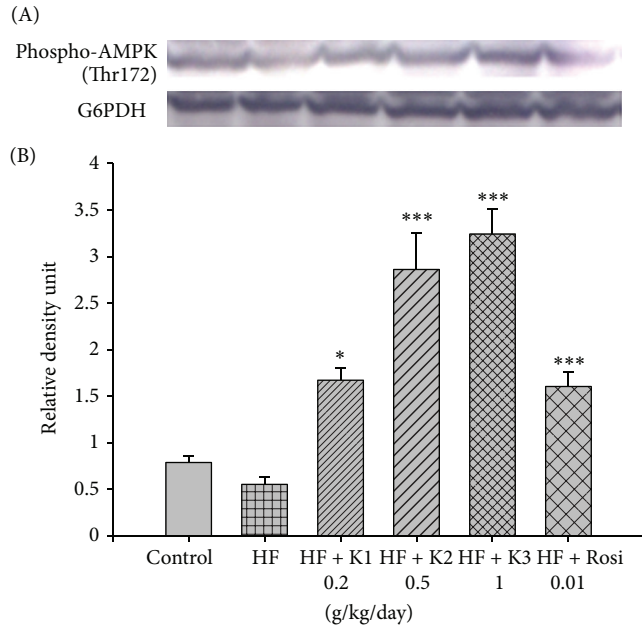 (A)
Phospho-AMPK
(Thr172)
G6PDH
(B)
4
3.5
3
2.5
2
1.5
1
0.5
0
Relative density unit
***
***
*
***
Control HF HF + K1 HF + K2 HF + K3 HF + Rosi
0.2 0.5 1 0.01
(g/kg/day)